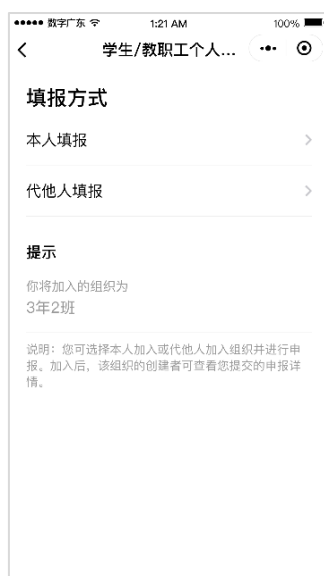 数字广东 1:21 AM 100%
学生/教职工个人...
填报方式
本人填报
代他人填报
提示
你将加入的组织为
3年2班
说明：您可选择本人加入或代他人加入组织并进行申
报。加入后，该组织的创建者可查看您提交的申报详
情。